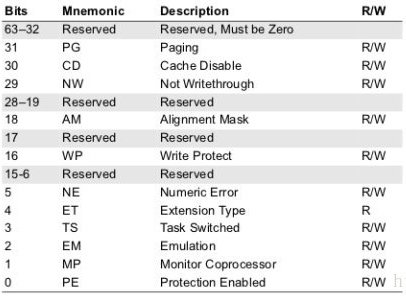 Bits Mnemonic Description R/W
63–32 Reserved Reserved, Must be Zero
31 PG Paging R/W
30 CD Cache Disable R/W
29 NW Not Writethrough R/W
28–19 Reserved Reserved
18 AM Alignment Mask R/W
17 Reserved Reserved
16 WP Write Protect R/W
15-6 Reserved Reserved
5 NE Numeric Error R/W
4 ET Extension Type R
3 TS Task Switched R/W
2 EM Emulation R/W
1 MP Monitor Coprocessor R/W
0 PE Protection Enabled R/W h